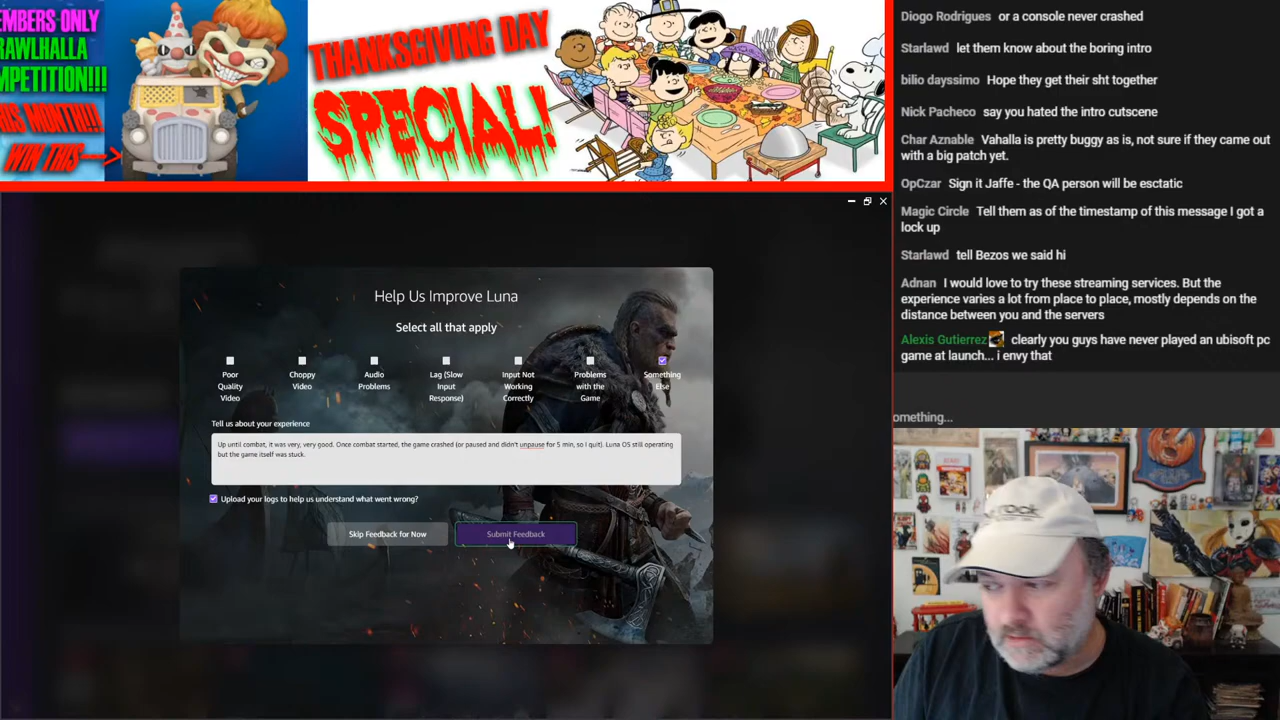 EMBERS ONLY
RAWLHALLA
MPETITION!!!
HIS MONTH!!!
WIN THIS
THANKSGIVING DAY
SPECIAL!
Help Us Improve Luna
Select all that apply
Poor
Quality
Video
Choppy
Video
Audio
Problems
Lag (Slow
Input
Response)
Input Not
Working
Correctly
Problems
with the
Game
Something
Else
Tell us about your experience
Up until combat, it was very, very good. Once combat started, the game crashed (or paused and didn't unpause for 5 min, so I quit). Luna OS still operating
but the game itself was stuck.
Upload your logs to help us understand what went wrong?
Skip Feedback for Now
Submit Feedback
Diogo Rodrigues or a console never crashed
Starlawd let them know about the boring intro
bilio dayssimo Hope they get their sht together
Nick Pacheco say you hated the intro cutscene
Char Aznable Vahalla is pretty buggy as is, not sure if they came out
with a big patch yet.
OpCzar Sign it Jaffe - the QA person will be esctatic
Magic Circle Tell them as of the timestamp of this message I got a
lock up
Starlawd tell Bezos we said hi
Adnan I would love to try these streaming services. But the
experience varies a lot from place to place, mostly depends on the
distance between you and the servers
Alexis Gutierrez clearly you guys have never played an ubisoft pc
game at launch... i envy that
omething...